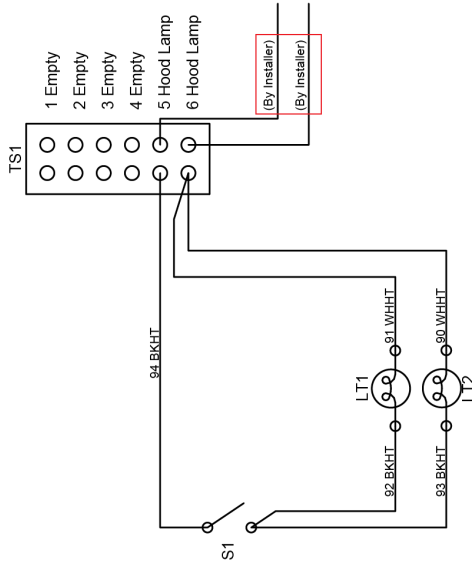 TS1
1 Empty
2 Empty
3 Empty
4 Empty
5 Hood Lamp
6 Hood Lamp
(By Installer)
(By Installer)
94 BKHT
91 WHHT
90 WHHT
LT1
LT2
92 BKHT
93 BKHT
S1